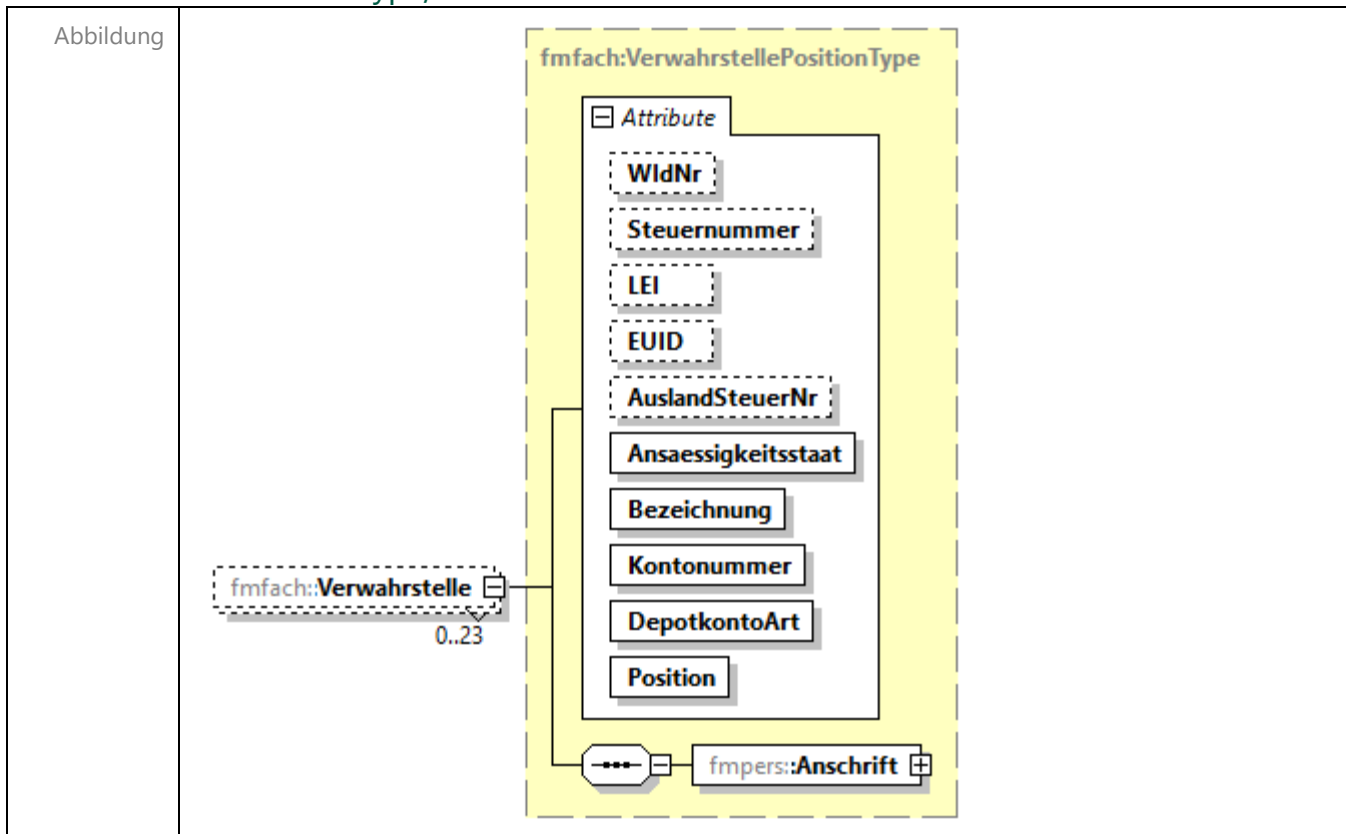 Abbildung
fmfach:VerwahrstellePositionType
Attribute
WIdNr
Steuernummer
LEI
EUID
AuslandSteuerNr
Ansaessigkeitsstaat
Bezeichnung
Kontonummer
DepotkontoArt
Position
fmfach::Verwahrstelle
0..23
fmpers::Anschrift